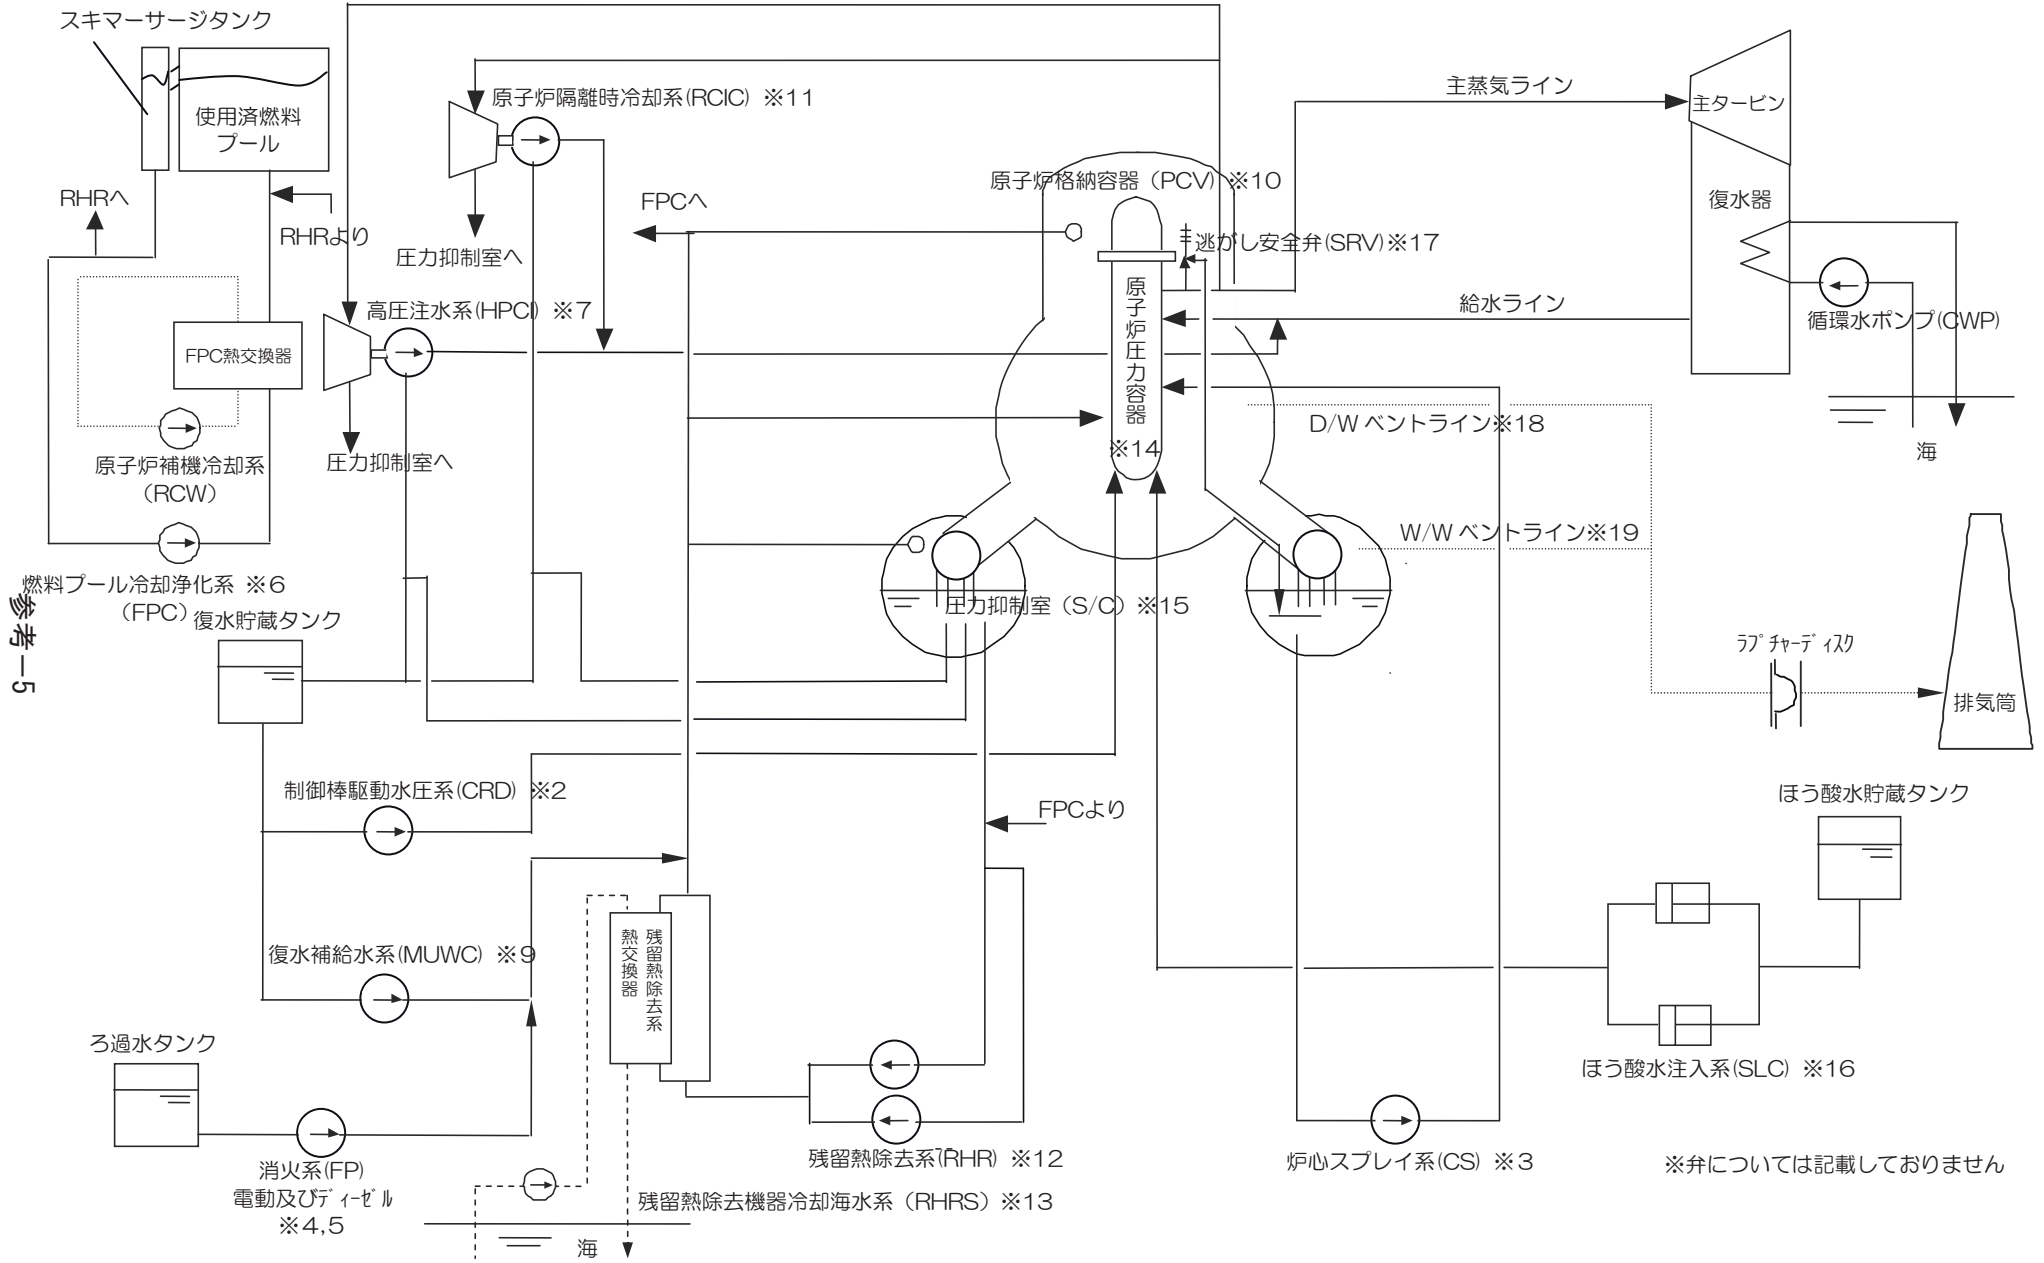 スキマーサージタンク
使用済燃料
プール
RHRへ
RHRより
原子炉隔離時冷却系(RCIC) ※11
圧力抑制室へ
FPCへ
主蒸気ライン
主タービン
復水器
原子炉格納容器（PCV）※10
逃がし安全弁(SRV)※17
高圧注水系(HPCI) ※7
給水ライン
循環水ポンプ(CWP)
海
原子炉圧力容器
※14
FPC熱交換器
圧力抑制室へ
原子炉補機冷却系
（RCW）
D/W ベントライン※18
W/W ベントライン※19
燃料プール冷却浄化系 ※6
（FPC）
復水貯蔵タンク
圧力抑制室（S/C）※15
ラプチャーディスク
排気筒
参考－5
制御棒駆動水圧系(CRD) ※2
FPCより
ほう酸水貯蔵タンク
復水補給水系(MUWC) ※9
残留熱除去系
熱交換器
ろ過水タンク
ほう酸水注入系(SLC) ※16
消火系(FP)
電動及びディーゼル
※4,5
残留熱除去系(RHR) ※12
炉心スプレイ系(CS) ※3
※弁については記載しておりません
残留熱除去機器冷却海水系（RHRS）※13
海